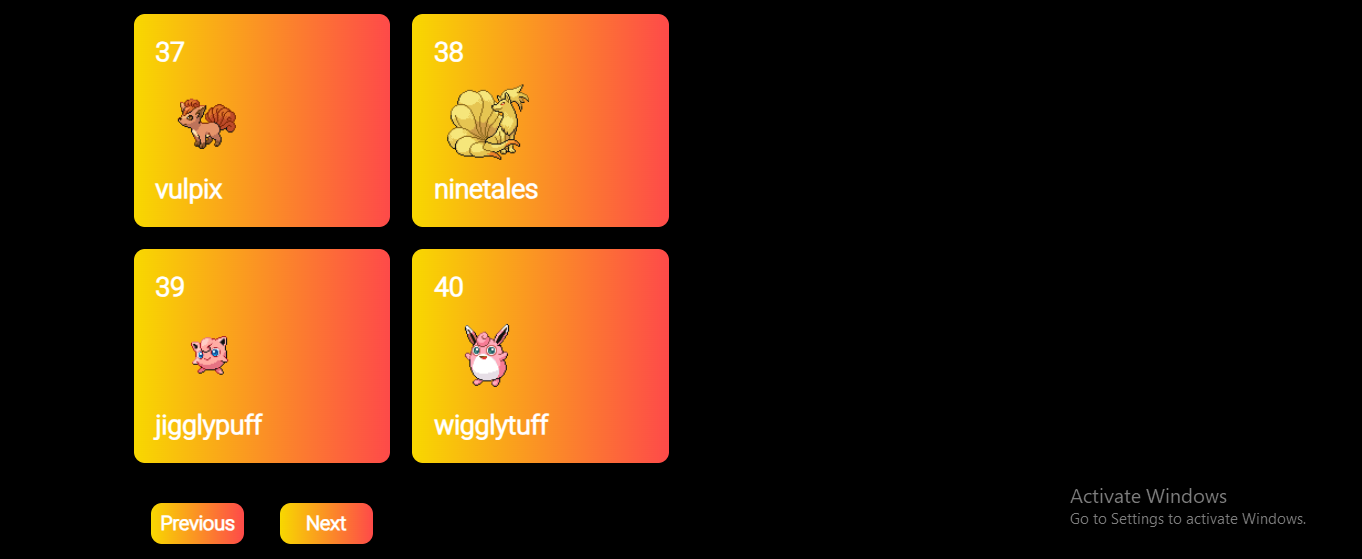 37
38
vulpix
ninetales
39
40
jigglypuff
wigglytuff
Previous
Next
Activate Windows
Go to Settings to activate Windows.